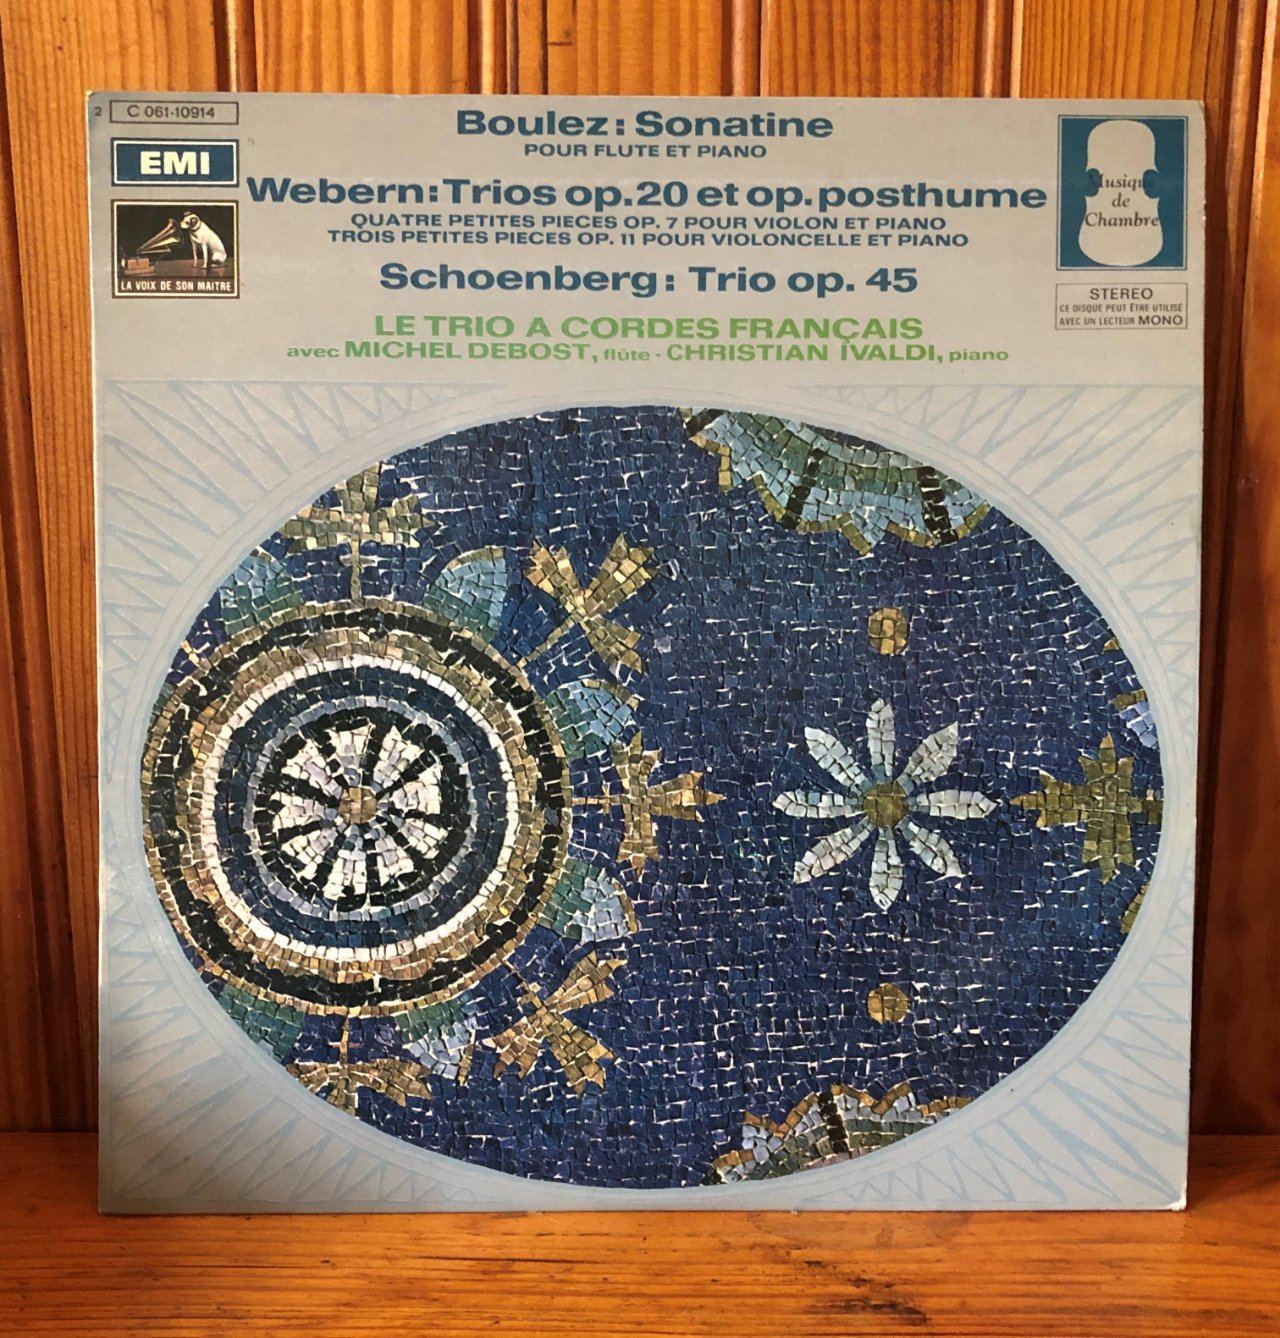 2 C 061-10914
EMI
LA VOIX DE SON MAITRE
Boulez : Sonatine
POUR FLUTE ET PIANO
Webern : Trios op. 20 et op. posthume
QUATRE PETITES PIECES OP. 7 POUR VIOLON ET PIANO
TROIS PETITES PIECES OP. 11 POUR VIOLONCELLE ET PIANO
Schoenberg : Trio op. 45
LE TRIO A CORDES FRANÇAIS
avec MICHEL DEBOST, flûte - CHRISTIAN IVALDI, piano
Musique
de
Chambre
STEREO
CE DISQUE PEUT ÊTRE UTILISÉ
AVEC UN LECTEUR MONO